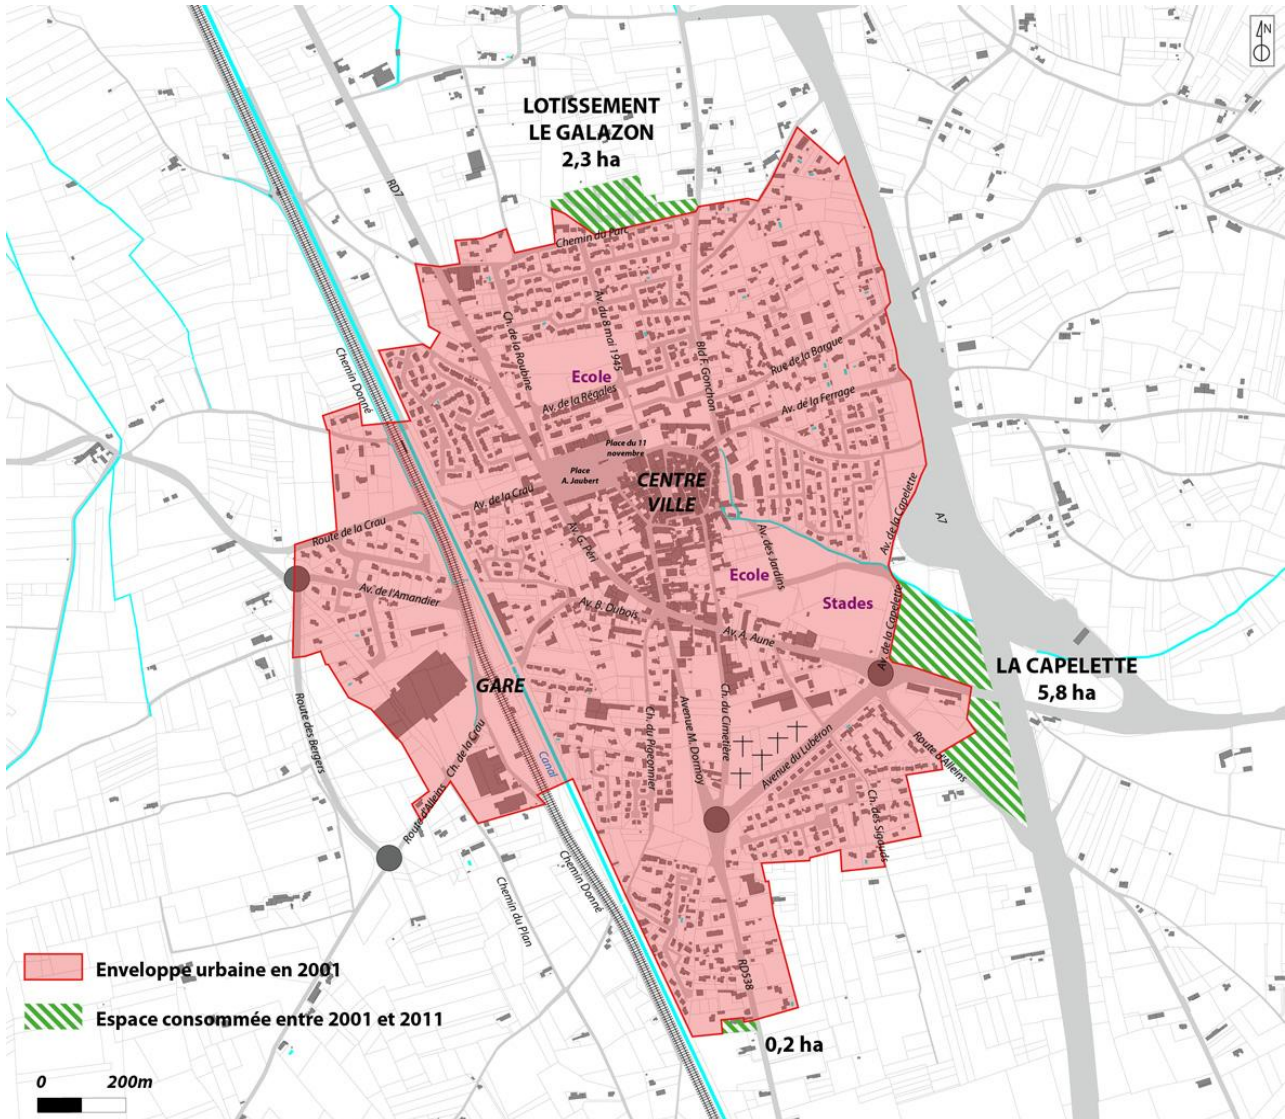 N
LOTISSEMENT
LE GALAZON
2,3 ha
RD7
Chemin du Parc
Ch. de la Roubine
Av. du 8 mai 1945
Bld F. Gonchon
Rue de la Barque
Chemin Donné
Ecole
Av. de la Régales
Av. de la Ferrage
Place du 11
novembre
Place
A. Jaubert
CENTRE
VILLE
Av. de la Crau
Route de la Crau
Av. G. Péri
Av. de la Capelette
A7
Av. des Jardins
Ecole
Stades
Av. de l'Amandier
Av. B. Dubois
Av. A. Aune
Av. de la Capelette
LA CAPELETTE
5,8 ha
GARE
Route des Bergers
Ch. de la Crau
Canal
Ch. du Pigeonnier
Avenue M. Dormoy
Ch. du Cimetière
Avenue du Lubéron
Route d'Alleins
Ch. des Sigauds
Route d'Alleins
Chemin du Plan
Chemin Donné
RD538
0,2 ha
Enveloppe urbaine en 2001
Espace consommée entre 2001 et 2011
0 200m